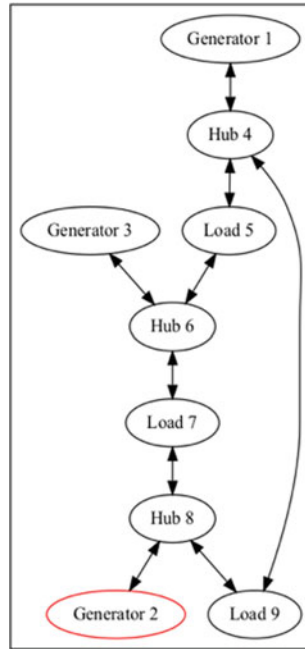 Generator 1
Hub 4
Generator 3
Load 5
Hub 6
Load 7
Hub 8
Generator 2
Load 9